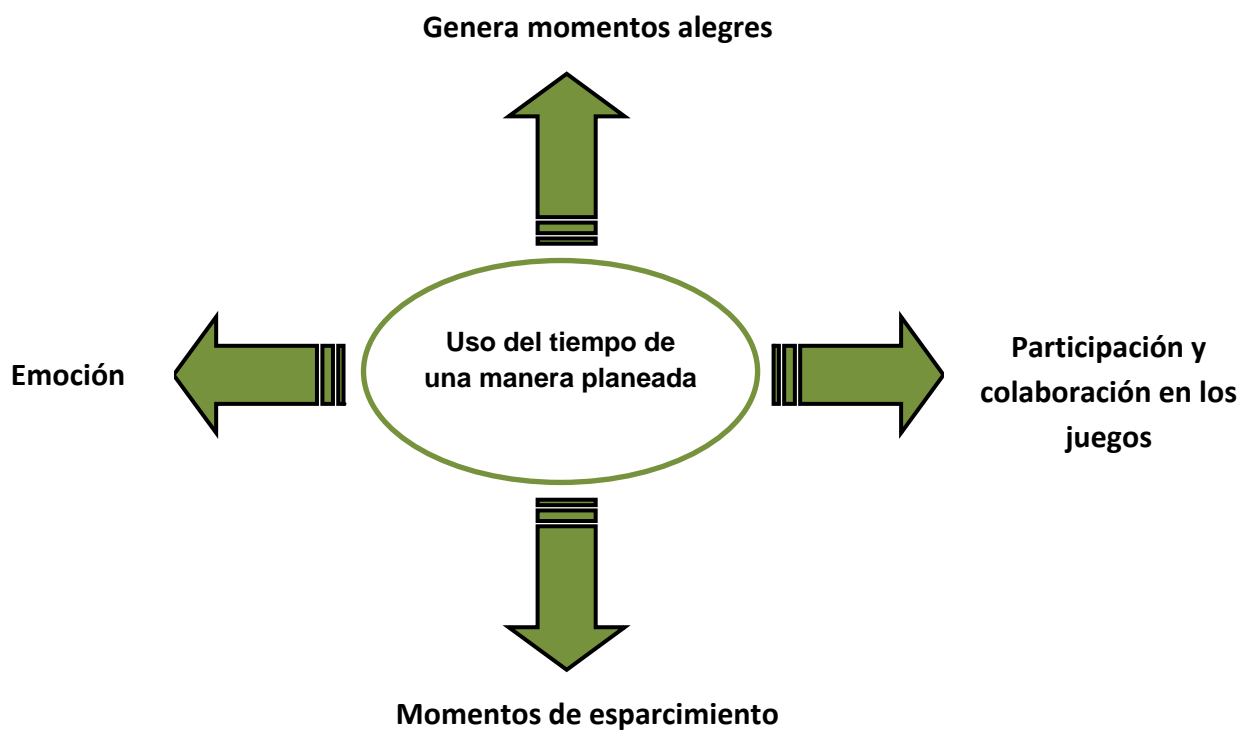 Genera momentos alegres
Uso del tiempo de
una manera planeada
Emoción
Participación y
colaboración en los
juegos
Momentos de esparcimiento